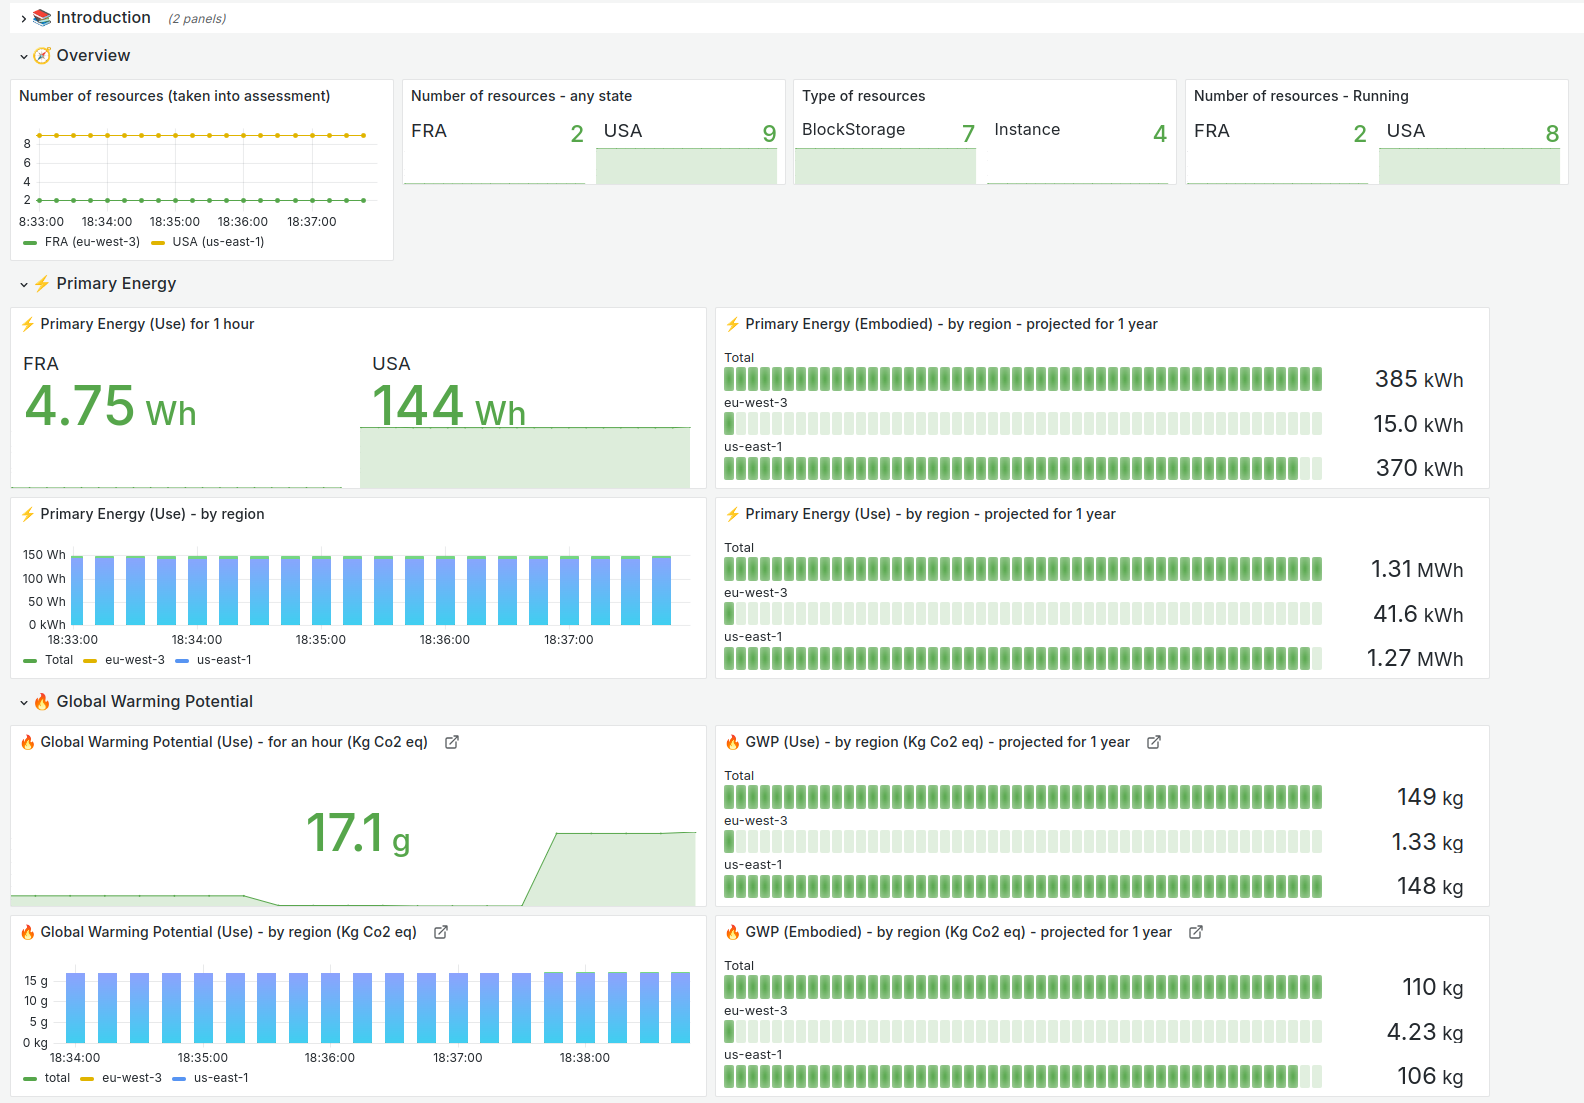 Introduction (2 panels)
Overview
Number of resources (taken into assessment)
8
6
4
2
8:33:00 18:34:00 18:35:00 18:36:00 18:37:00
FRA (eu-west-3) USA (us-east-1)
Number of resources - any state
FRA 2 USA 9
Type of resources
BlockStorage 7 Instance 4
Number of resources - Running
FRA 2 USA 8
Primary Energy
Primary Energy (Use) for 1 hour
FRA
4.75 Wh
USA
144 Wh
Primary Energy (Embodied) - by region - projected for 1 year
Total
385 kWh
eu-west-3
15.0 kWh
us-east-1
370 kWh
Primary Energy (Use) - by region
150 Wh
100 Wh
50 Wh
0 kWh
18:33:00 18:34:00 18:35:00 18:36:00 18:37:00
Total eu-west-3 us-east-1
Primary Energy (Use) - by region - projected for 1 year
Total
1.31 MWh
eu-west-3
41.6 kWh
us-east-1
1.27 MWh
Global Warming Potential
Global Warming Potential (Use) - for an hour (Kg Co2 eq)
17.1 g
GWP (Use) - by region (Kg Co2 eq) - projected for 1 year
Total
149 kg
eu-west-3
1.33 kg
us-east-1
148 kg
Global Warming Potential (Use) - by region (Kg Co2 eq)
15 g
10 g
5 g
0 kg
18:34:00 18:35:00 18:36:00 18:37:00 18:38:00
total eu-west-3 us-east-1
GWP (Embodied) - by region (Kg Co2 eq) - projected for 1 year
Total
110 kg
eu-west-3
4.23 kg
us-east-1
106 kg